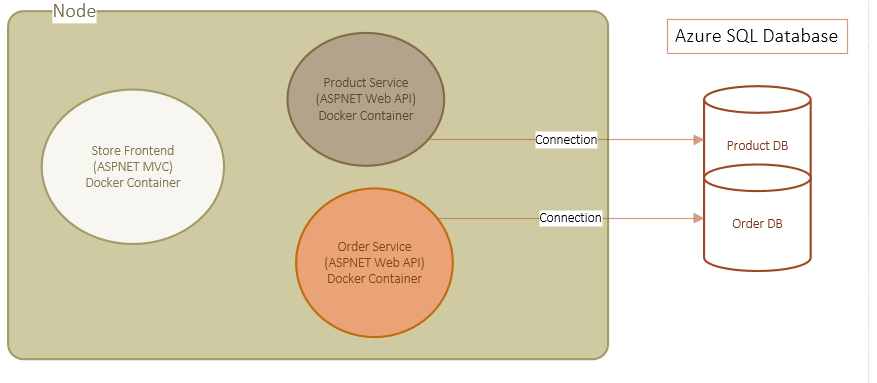 Node
Azure SQL Database
Product Service
(ASPNET Web API)
Docker Container
Store Frontend
(ASPNET MVC)
Docker Container
Connection
Product DB
Connection
Order DB
Order Service
(ASPNET Web API)
Docker Container